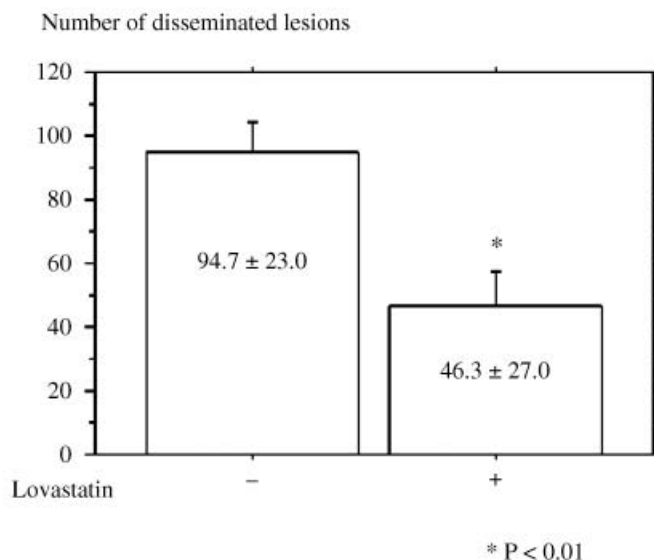 Number of disseminated lesions
120
100
80
60
40
20
0
94.7 ± 23.0
*
46.3 ± 27.0
Lovastatin – +
* P < 0.01